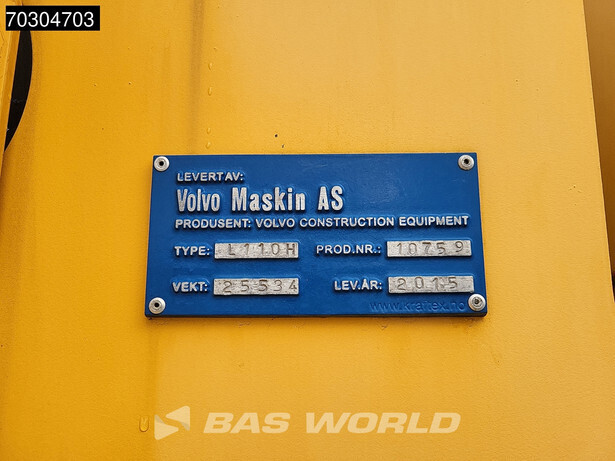 70304703
LEVERT AV:
Volvo Maskin AS
PRODUSENT: VOLVO CONSTRUCTION EQUIPMENT
TYPE: L110H PROD.NR.: 10759
VEKT: 25534 LEV.ÅR: 2015
www.kraftex.no
BAS WORLD